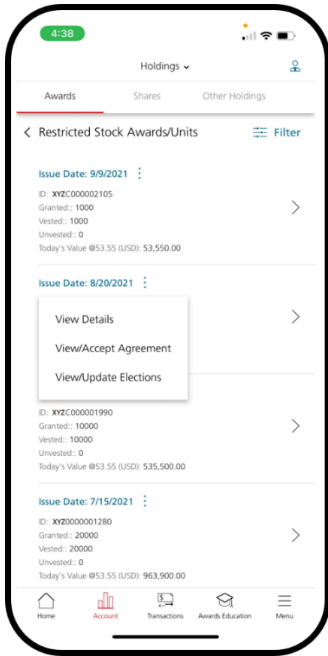 4:38
Holdings
Awards Shares Other Holdings
Restricted Stock Awards/Units Filter
Issue Date: 9/9/2021
ID: XYZC000002105
Granted:: 1000
Vested:: 1000
Unvested:: 0
Today's Value @53.55 (USD): 53,550.00
Issue Date: 8/20/2021
View Details
View/Accept Agreement
View/Update Elections
ID: XYZC000001990
Granted:: 10000
Vested:: 10000
Unvested:: 0
Today's Value @53.55 (USD): 535,500.00
Issue Date: 7/15/2021
ID: XYZ0000001280
Granted:: 20000
Vested:: 20000
Unvested:: 0
Today's Value @53.55 (USD): 963,900.00
Home Account Transactions Awards Education Menu